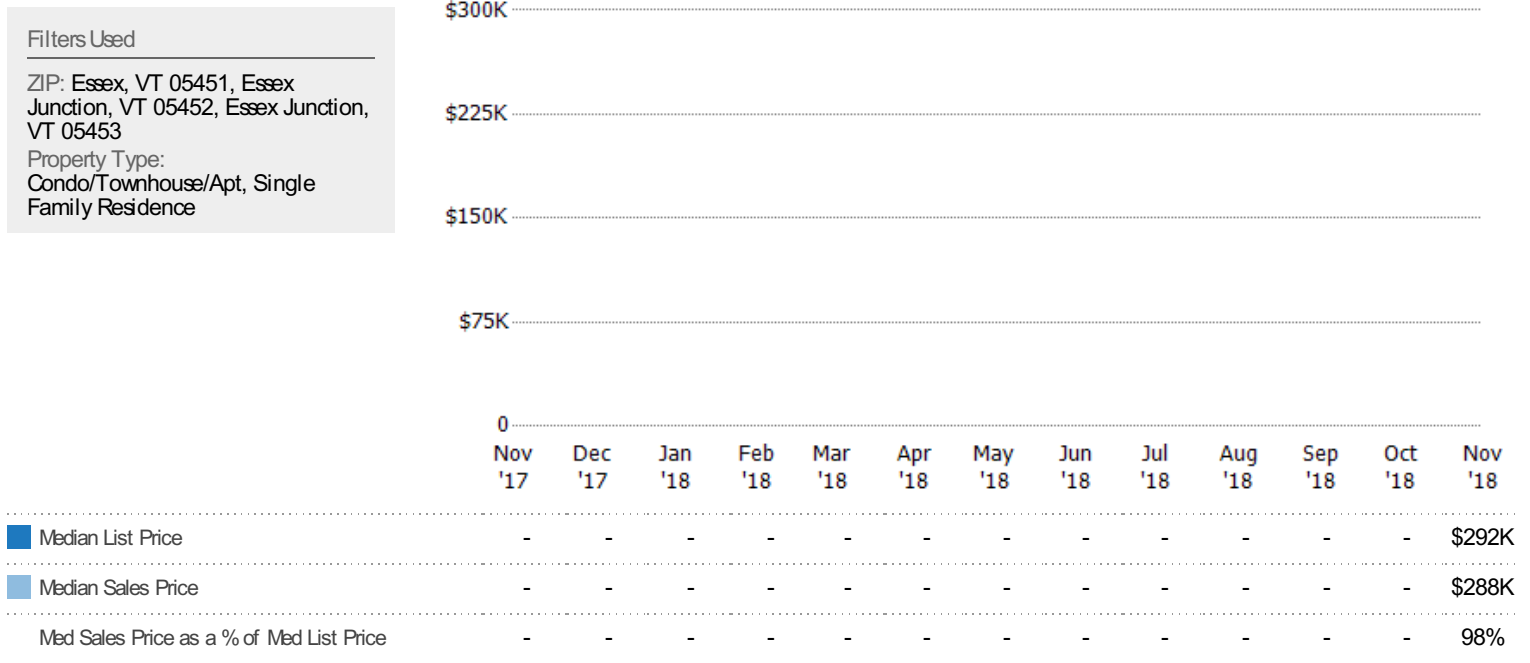 Filters Used
ZIP: Essex, VT 05451, Essex
Junction, VT 05452, Essex Junction,
VT 05453
Property Type:
Condo/Townhouse/Apt, Single
Family Residence
$300K
$225K
$150K
$75K
0
Nov Dec Jan Feb Mar Apr May Jun Jul Aug Sep Oct Nov
'17 '17 '18 '18 '18 '18 '18 '18 '18 '18 '18 '18 '18
Median List Price - - - - - - - - - - - - $292K
Median Sales Price - - - - - - - - - - - - $288K
Med Sales Price as a % of Med List Price - - - - - - - - - - - - 98%